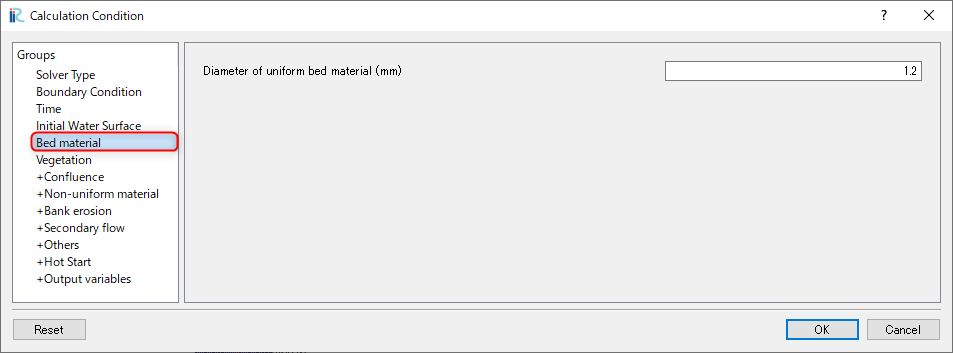 iRIC Calculation Condition
?
Groups
Solver Type
Boundary Condition
Time
Initial Water Surface
Bed material
Vegetation
+Confluence
+Non-uniform material
+Bank erosion
+Secondary flow
+Others
+Hot Start
+Output variables
Diameter of uniform bed material (mm)
1.2
Reset
OK
Cancel